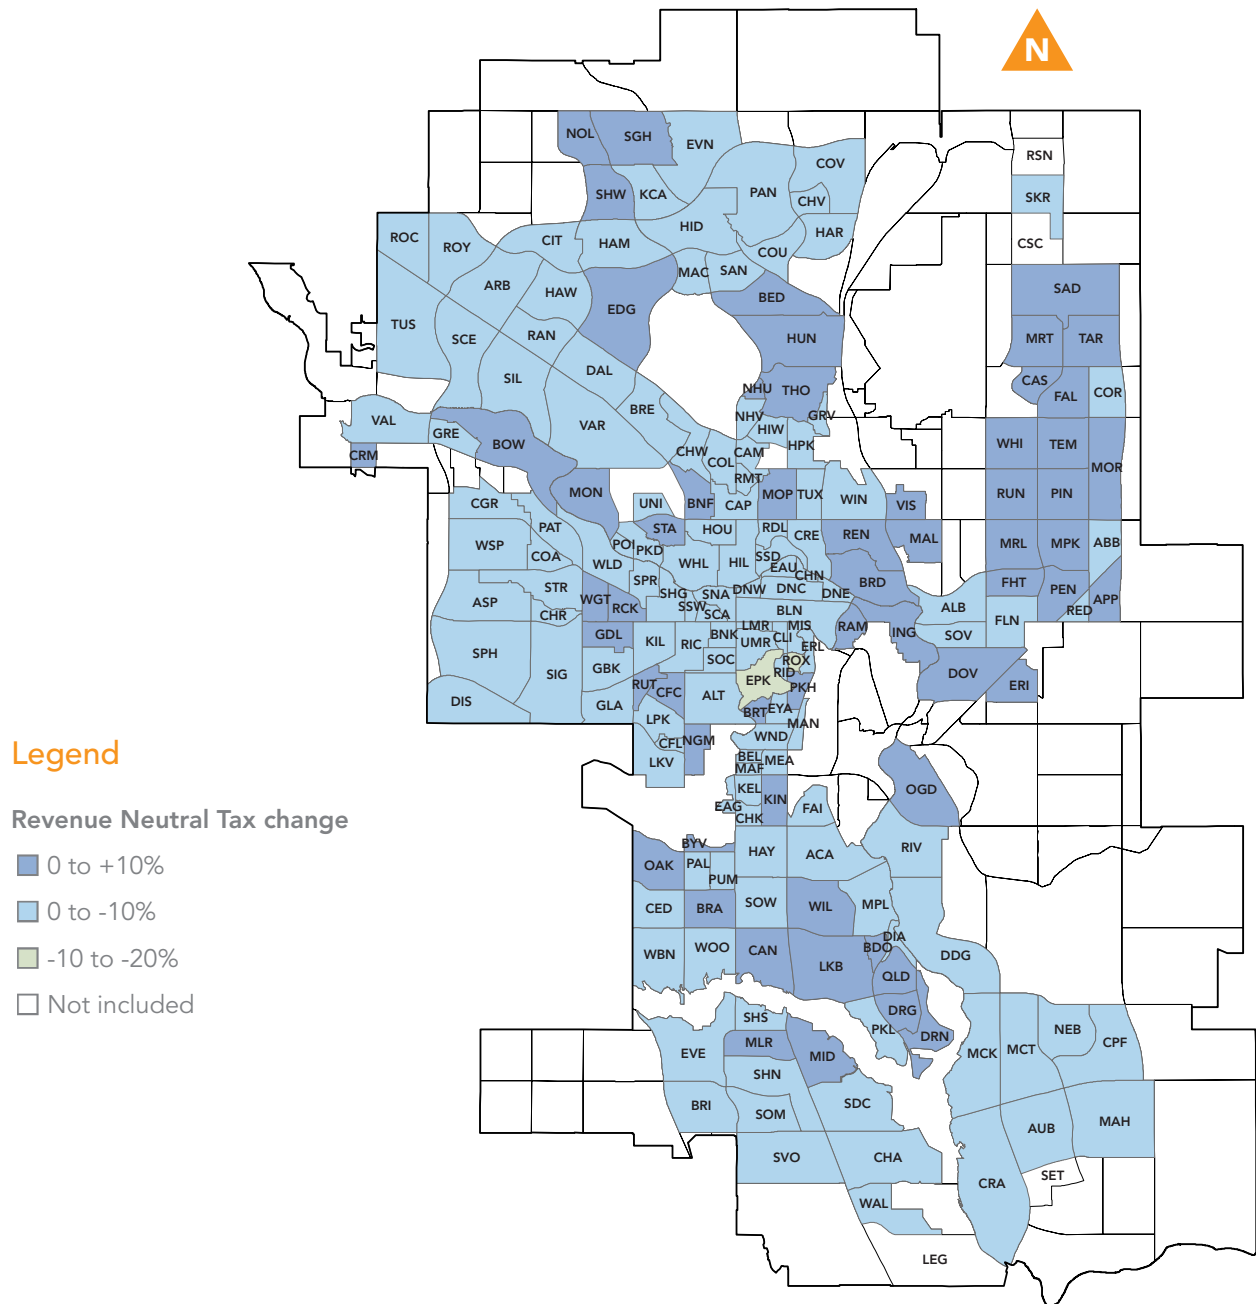 N
NOL
SGH
EVN
COV
RSN
SHW
KCA
PAN
CHV
SKR
ROC
ROY
CIT
HAM
HID
HAR
COU
CSC
MAC
SAN
ARB
HAW
EDG
BED
SAD
TUS
SCE
RAN
HUN
MRT
TAR
SIL
DAL
NHU
THO
CAS
FAL
COR
VAL
GRE
BOW
VAR
BRE
NHV
GRV
HIW
CRM
CHW
COL
CAM
HPK
WHI
TEM
MOR
RMT
CGR
MON
UNI
BNF
CAP
MOP
TUX
WIN
VIS
RUN
PIN
PAT
STA
HOU
RDL
CRE
REN
MAL
WSP
COA
POI
PKD
MRL
MPK
ABB
WLD
WHL
HIL
SSD
EAU
CHN
BRD
STR
SPR
SHG
SNA
DNW
DNC
DNE
FHT
PEN
APP
ASP
CHR
WGT
RCK
SSW
SCA
BLN
ALB
RED
GDL
KIL
RIC
BNK
LMR
MIS
RAM
ING
SOV
FLN
UMR
CLI
ERL
SPH
SIG
GBK
SOC
ROX
RID
EPK
DOV
ERI
RUT
CFC
PKH
DIS
GLA
ALT
BRT
EYA
LPK
MAN
CFL
NGM
WND
LKV
BEL
MEA
MAF
KEL
KIN
OGD
EAG
CHK
FAI
BYV
HAY
ACA
RIV
OAK
PAL
PUM
CED
BRA
SOW
WIL
MPL
WBN
WOO
CAN
LKB
BDO
DIA
DDG
QLD
SHS
DRG
PKL
DRN
EVE
MLR
MID
MCK
MCT
NEB
CPF
SHN
BRI
SOM
SDC
AUB
MAH
SVO
CHA
CRA
SET
WAL
LEG
Legend
Revenue Neutral Tax change
0 to +10%
0 to -10%
-10 to -20%
Not included